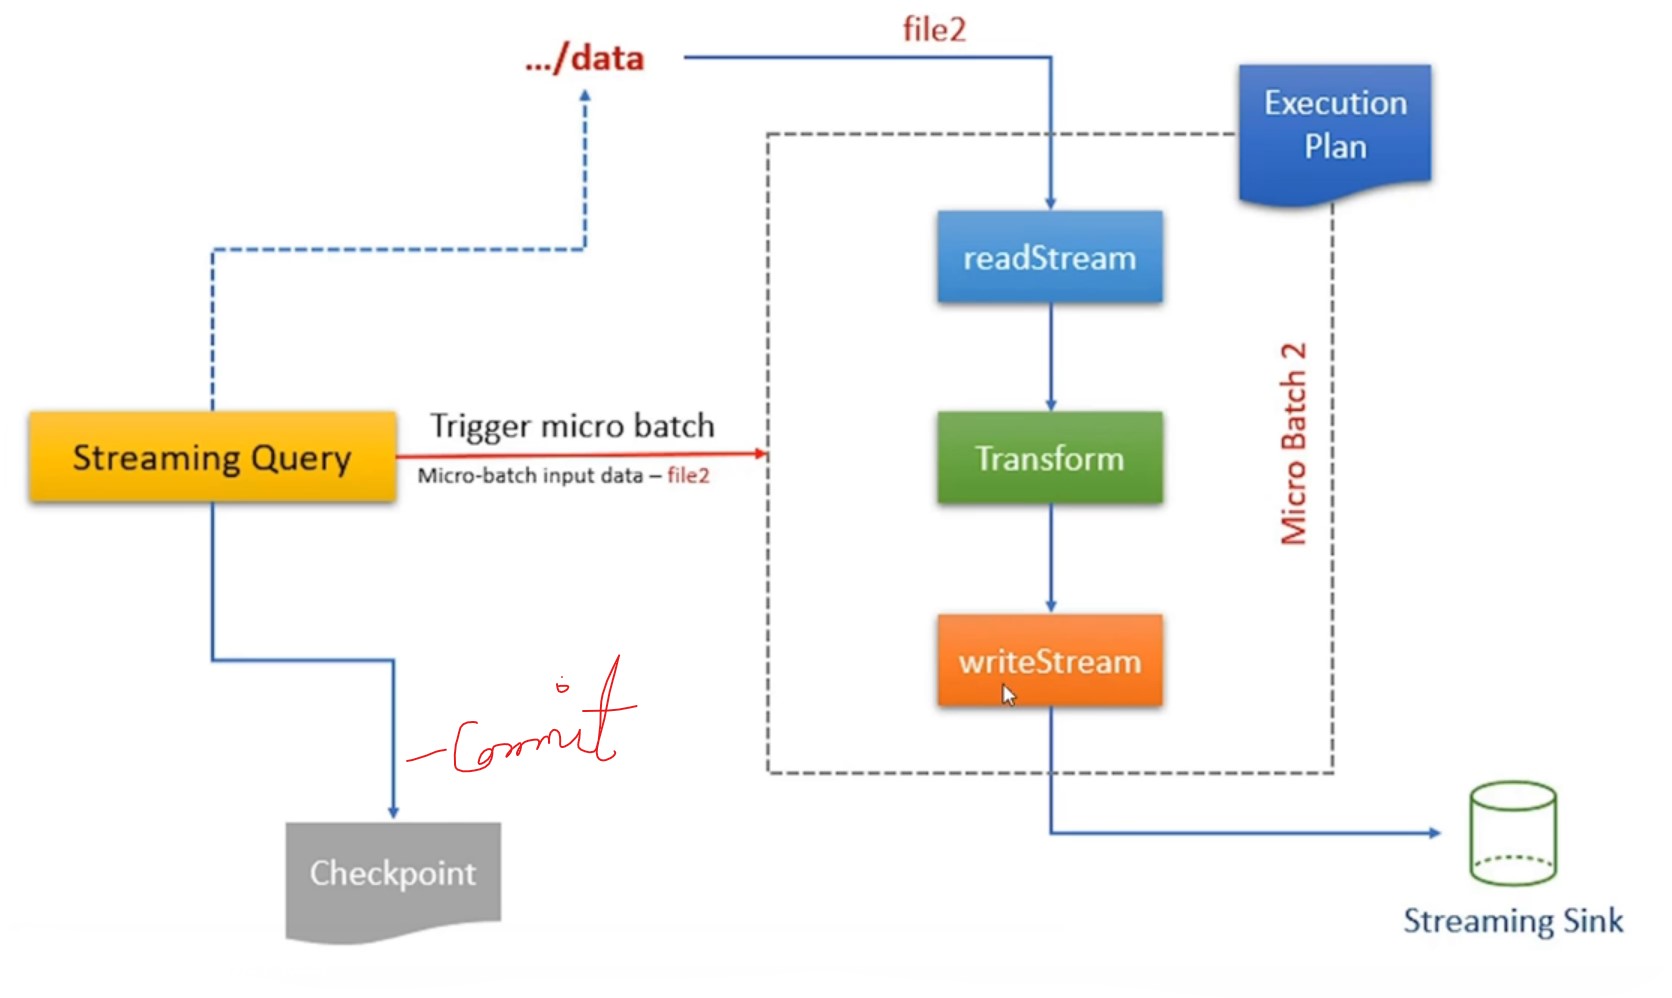 file2
.../data
Execution
Plan
readStream
Trigger micro batch
Streaming Query
Micro-batch input data – file2
Transform
Micro Batch 2
writeStream
Commit
Checkpoint
Streaming Sink